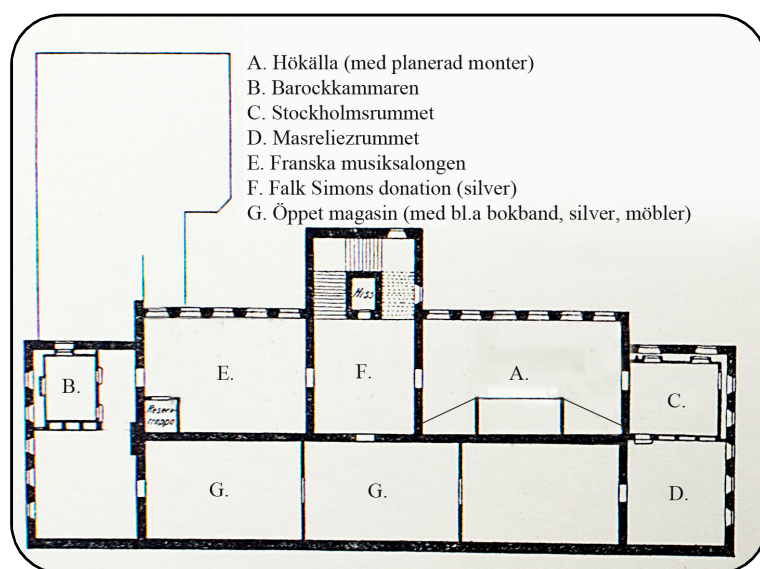 A. Hökälla (med planerad monter)
B. Barockkammaren
C. Stockholmsrummet
D. Masreliezrummet
E. Franska musiksalongen
F. Falk Simons donation (silver)
G. Öppet magasin (med bl.a bokband, silver, möbler)
Hiss
E.
F.
A.
B.
C.
Reserv
trappa
G.
G.
D.